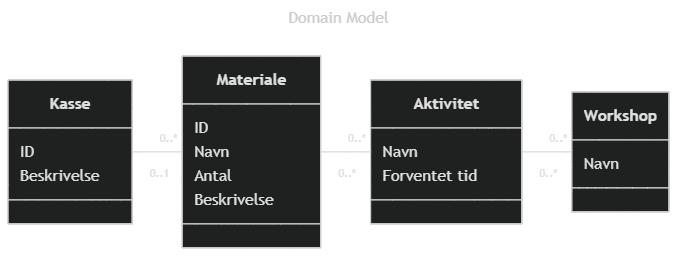 Domain Model
Kasse
ID
Beskrivelse
0..*
0..1
Materiale
ID
Navn
Antal
Beskrivelse
0..*
0..*
Aktivitet
Navn
Forventet tid
0..*
0..*
Workshop
Navn